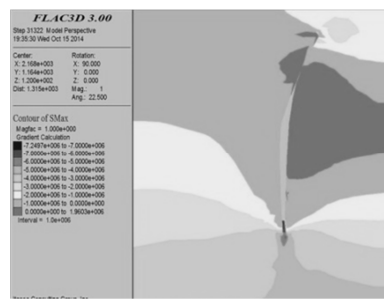 FLAC3D 3.00
Step 31322 Model Perspective
19:35:30 Wed Oct 15 2014
Center: Rotation:
X: 2.168e+003 X: 90.000
Y: 1.164e+003 Y: 0.000
Z: 1.200e+002 Z: 0.000
Dist: 1.315e+003 Mag.: 1
Ang.: 22.500
Contour of SMax
Magfac = 1.000e+000
Gradient Calculation
-7.2497e+006 to -7.0000e+006
-7.0000e+006 to -6.0000e+006
-6.0000e+006 to -5.0000e+006
-5.0000e+006 to -4.0000e+006
-4.0000e+006 to -3.0000e+006
-3.0000e+006 to -2.0000e+006
-2.0000e+006 to -1.0000e+006
-1.0000e+006 to 0.0000e+000
0.0000e+000 to 1.9603e+006
Interval = 1.0e+006